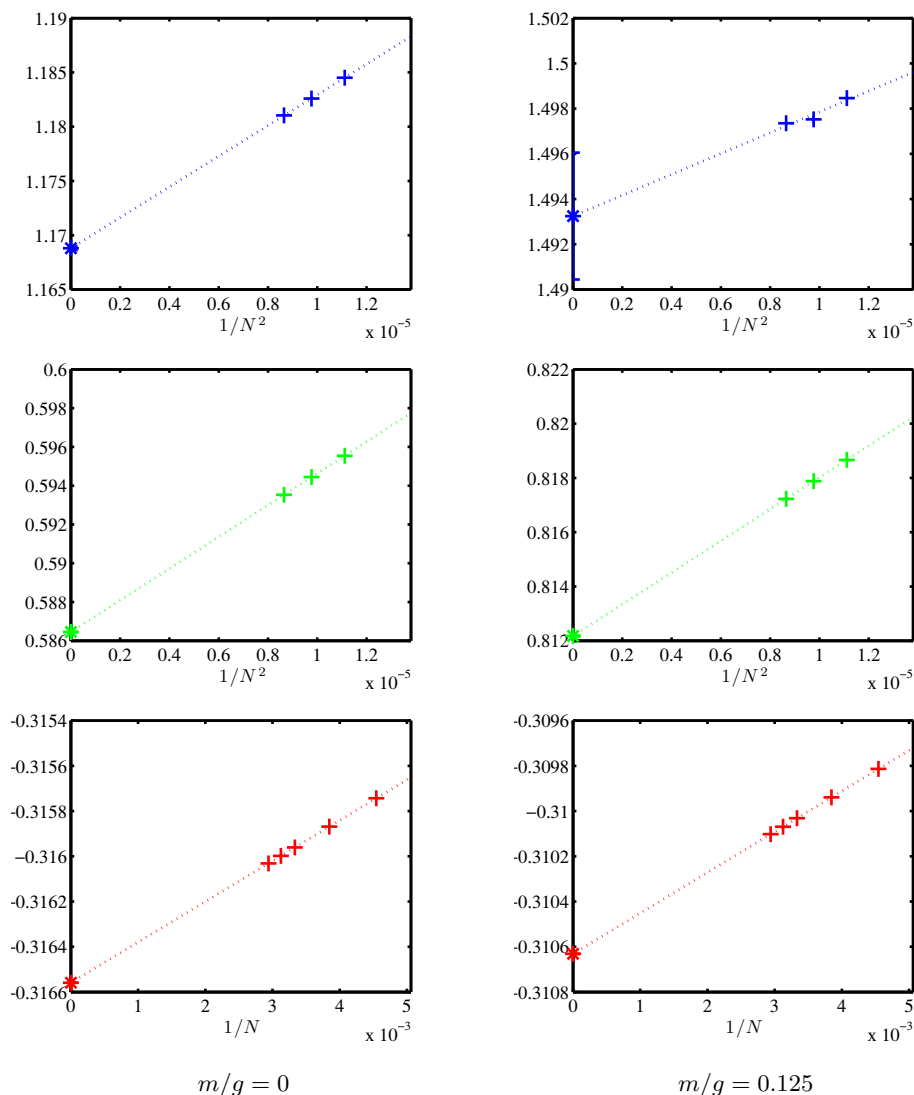 1.19
1.185
1.18
1.175
1.17
1.165
0 0.2 0.4 0.6 0.8 1 1.2
1/N²
x 10⁻⁵
1.502
1.5
1.498
1.496
1.494
1.492
1.49
0 0.2 0.4 0.6 0.8 1 1.2
1/N²
x 10⁻⁵
0.6
0.598
0.596
0.594
0.592
0.59
0.588
0.586
0 0.2 0.4 0.6 0.8 1 1.2
1/N²
x 10⁻⁵
0.822
0.82
0.818
0.816
0.814
0.812
0 0.2 0.4 0.6 0.8 1 1.2
1/N²
x 10⁻⁵
-0.3154
-0.3156
-0.3158
−0.316
-0.3162
-0.3164
-0.3166
0 1 2 3 4 5
1/N
x 10⁻³
-0.3096
-0.3098
−0.31
-0.3102
-0.3104
-0.3106
-0.3108
0 1 2 3 4 5
1/N
x 10⁻³
m/g = 0
m/g = 0.125